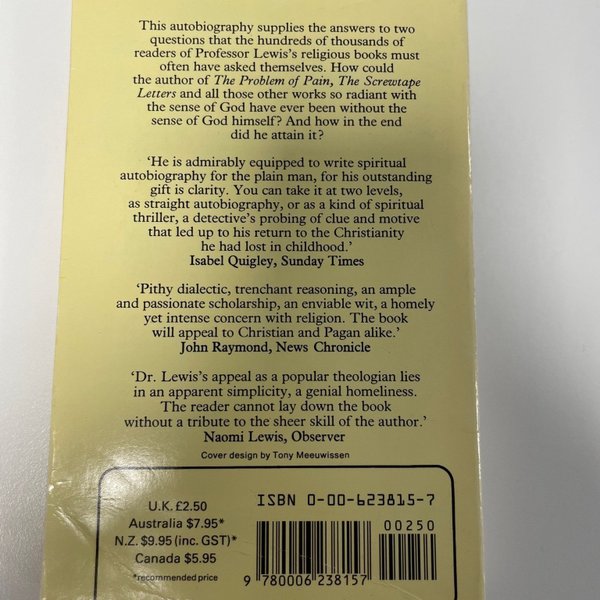 This autobiography supplies the answers to two
questions that the hundreds of thousands of
readers of Professor Lewis's religious books must
often have asked themselves. How could
the author of The Problem of Pain, The Screwtape
Letters and all those other works so radiant with
the sense of God have ever been without the
sense of God himself? And how in the end
did he attain it?
'He is admirably equipped to write spiritual
autobiography for the plain man, for his outstanding
gift is clarity. You can take it at two levels,
as straight autobiography, or as a kind of spiritual
thriller, a detective's probing of clue and motive
that led up to his return to the Christianity
he had lost in childhood.'
Isabel Quigley, Sunday Times
'Pithy dialectic, trenchant reasoning, an ample
and passionate scholarship, an enviable wit, a homely
yet intense concern with religion. The book
will appeal to Christian and Pagan alike.'
John Raymond, News Chronicle
'Dr. Lewis's appeal as a popular theologian lies
in an apparent simplicity, a genial homeliness.
The reader cannot lay down the book
without a tribute to the sheer skill of the author.'
Naomi Lewis, Observer
Cover design by Tony Meeuwissen
U.K. £2.50
Australia $7.95*
N.Z. $9.95 (inc. GST)*
Canada $5.95
*recommended price
ISBN 0-00-623815-7
00250
9 780006 238157